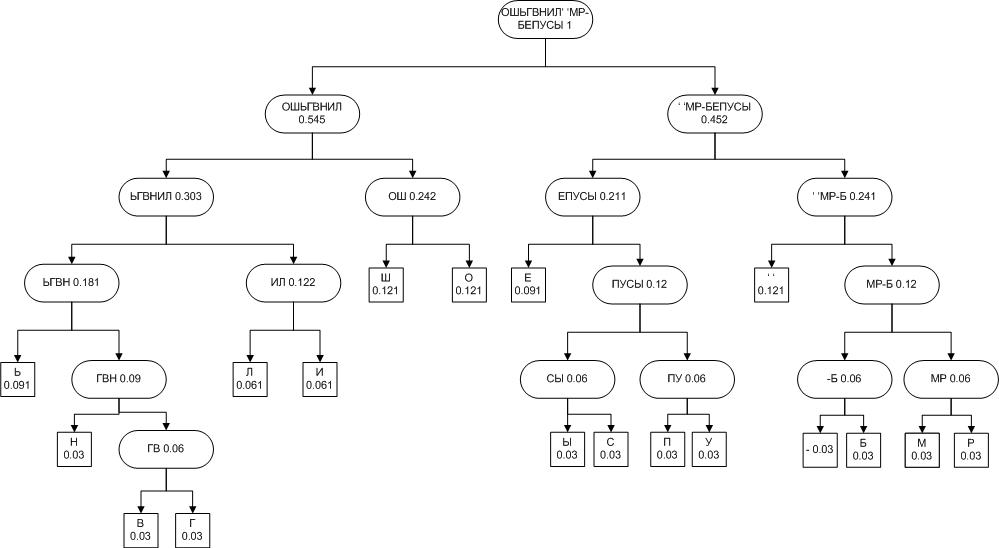 ОШЬГВНИЛ' 'МР-
БЕПУСЫ 1
ОШЬГВНИЛ
0.545
' 'МР-БЕПУСЫ
0.452
ЬГВНИЛ 0.303
ОШ 0.242
ЕПУСЫ 0.211
' 'МР-Б 0.241
ЬГВН 0.181
ИЛ 0.122
Ш
0.121
О
0.121
Е
0.091
ПУСЫ 0.12
' '
0.121
МР-Б 0.12
Ь
0.091
ГВН 0.09
Л
0.061
И
0.061
СЫ 0.06
ПУ 0.06
-Б 0.06
МР 0.06
Н
0.03
ГВ 0.06
Ы
0.03
С
0.03
П
0.03
У
0.03
- 0.03
Б
0.03
М
0.03
Р
0.03
В
0.03
Г
0.03